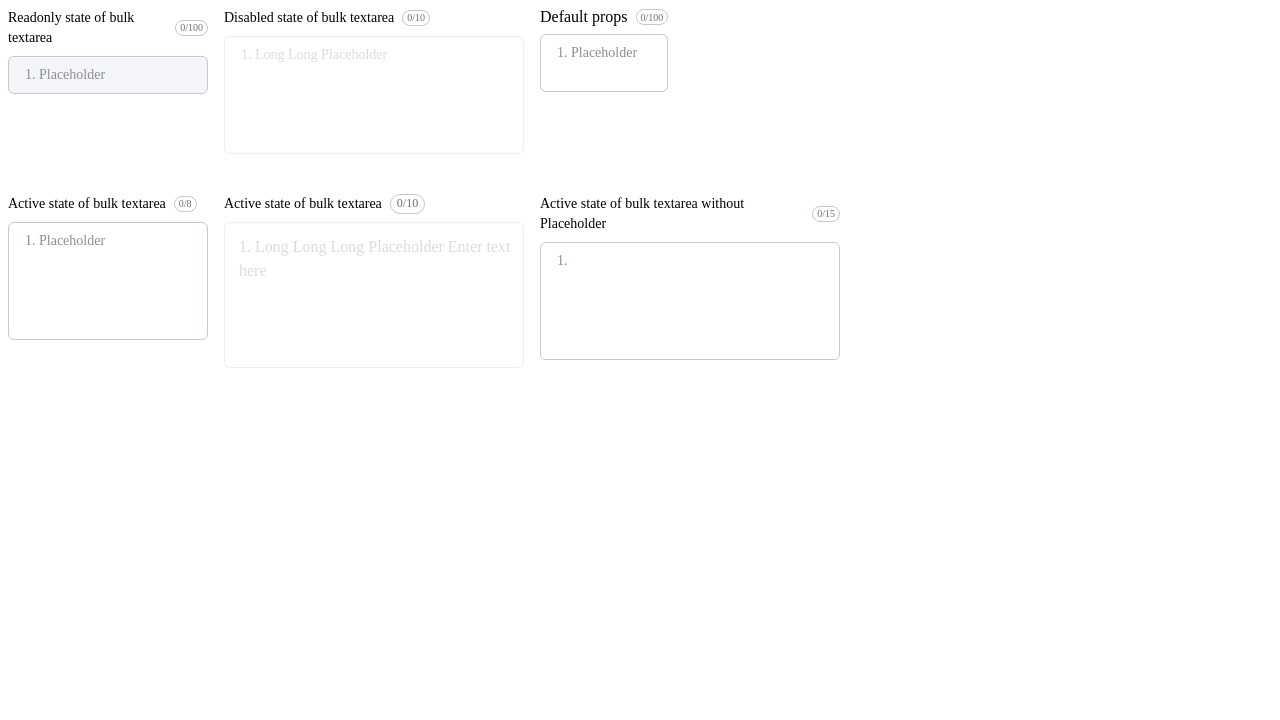 Readonly state of bulk
textarea
0/100
1. Placeholder
Disabled state of bulk textarea 0/10
1. Long Long Placeholder
Default props 0/100
1. Placeholder
Active state of bulk textarea 0/8
1. Placeholder
Active state of bulk textarea 0/10
1. Long Long Long Placeholder Enter text
here
Active state of bulk textarea without
Placeholder
0/15
1.